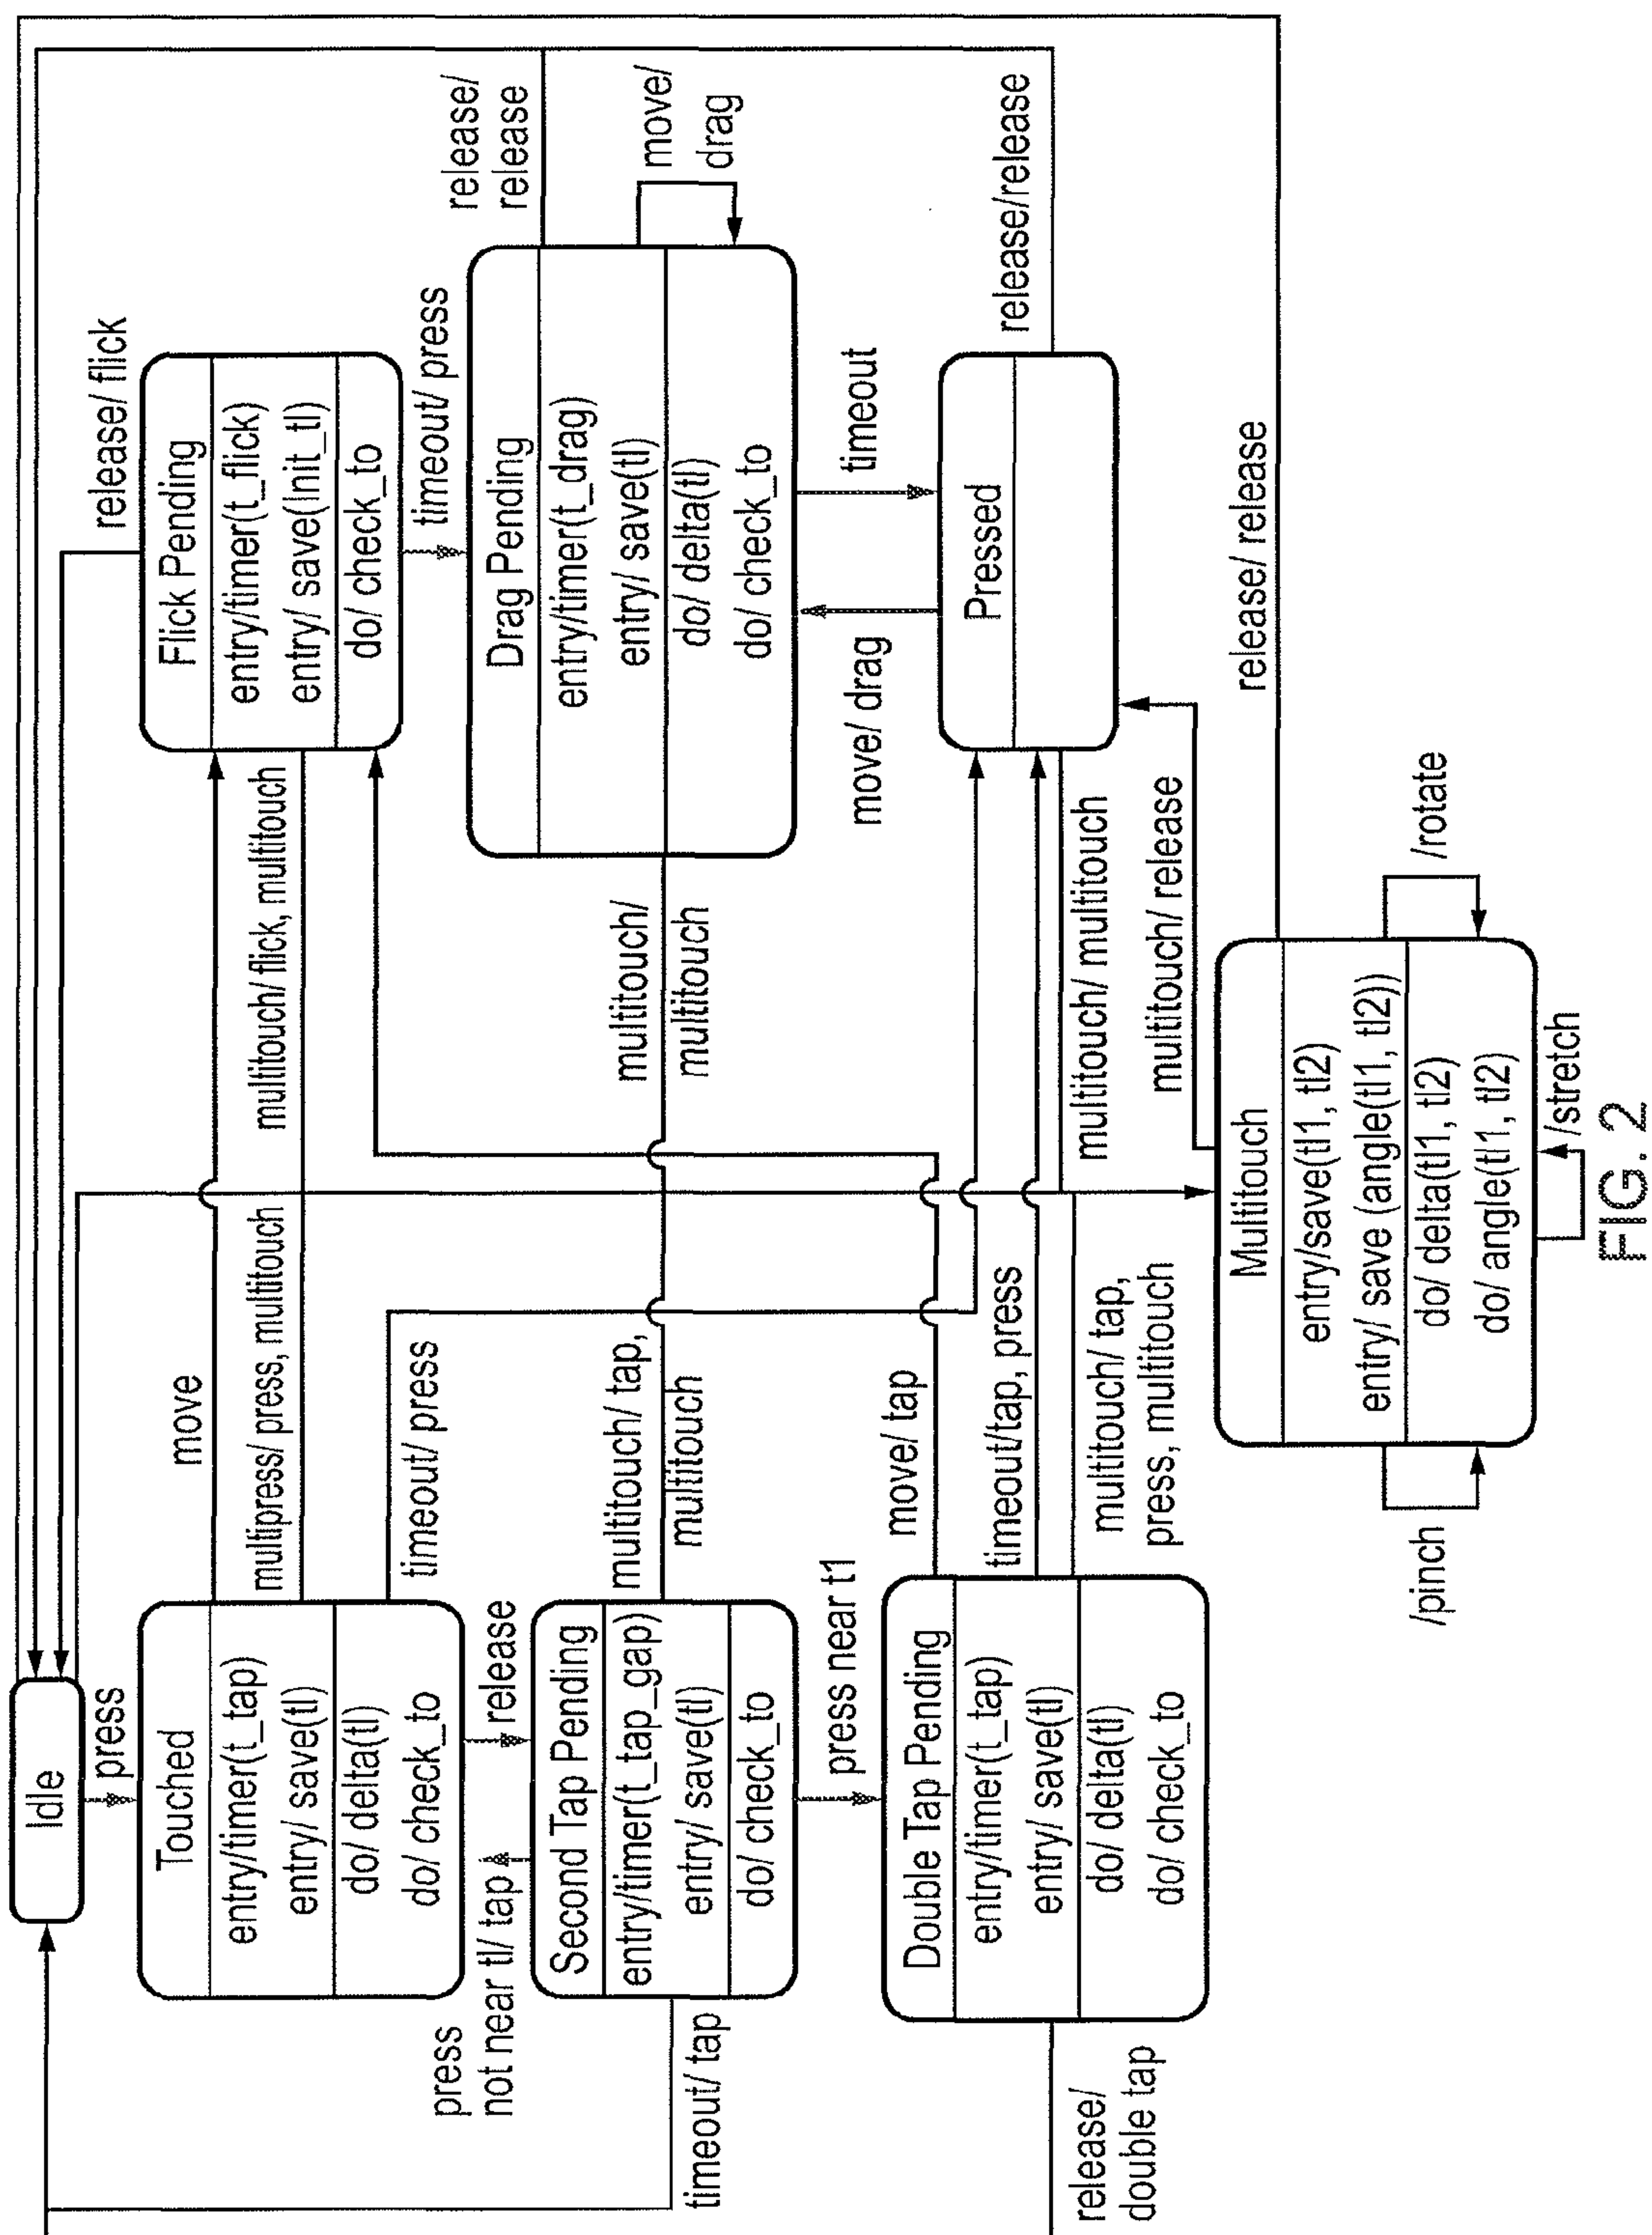 Idle
press
Touched
entry/timer(t_tap)
entry/ save(tl)
do/ delta(tl)
do/ check_to
move
multipress/ press, multitouch
timeout/ press
release
press
not near tl/ tap
Second Tap Pending
entry/timer(t_tap_gap)
entry/ save(tl)
do/ check_to
timeout/ tap
multitouch/ tap,
multitouch
press near t1
Double Tap Pending
entry/timer(t_tap)
entry/ save(tl)
do/ delta(tl)
do/ check_to
release/
double tap
move/ tap
timeout/tap, press
multitouch/ tap,
press, multitouch
release/ flick
Flick Pending
entry/timer(t_flick)
entry/ save(Init_tl)
do/ check_to
multitouch/ flick, multitouch
timeout/ press
Drag Pending
entry/timer(t_drag)
entry/ save(tl)
do/ delta(tl)
do/ check_to
release/
release
move/
drag
multitouch/
multitouch
timeout
move/ drag
Pressed
release/release
multitouch/ multitouch
multitouch/ release
release/ release
Multitouch
entry/save(tl1, tl2)
entry/ save (angle(tl1, tl2))
do/ delta(tl1, tl2)
do/ angle(tl1, tl2)
/pinch
/rotate
/stretch
FIG. 2